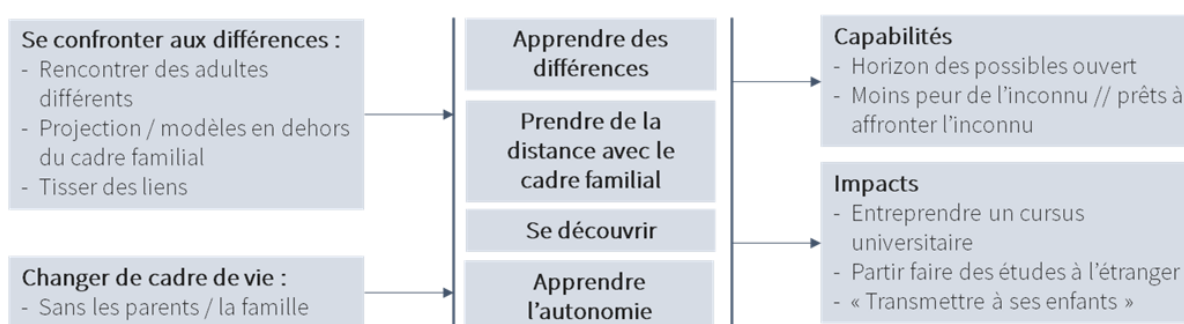 Se confronter aux différences :
- Rencontrer des adultes
différents
- Projection / modèles en dehors
du cadre familial
- Tisser des liens
Changer de cadre de vie :
- Sans les parents / la famille
Apprendre des
différences
Prendre de la
distance avec le
cadre familial
Se découvrir
Apprendre
l'autonomie
Capabilités
- Horizon des possibles ouvert
- Moins peur de l'inconnu // prêts à
affronter l'inconnu
Impacts
- Entreprendre un cursus
universitaire
- Partir faire des études à l'étranger
- « Transmettre à ses enfants »